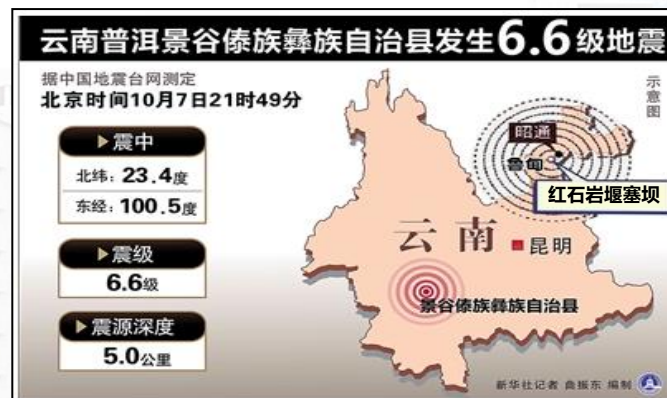 云南普洱景谷傣族彝族自治县发生6.6级地震
据中国地震台网测定
北京时间10月7日21时49分
示意图
震中
北纬：23.4度
东经：100.5度
震级
6.6级
震源深度
5.0公里
昭通
鲁甸
红石岩堰塞坝
云南
昆明
景谷傣族彝族自治县
新华社记者 曲振东 编制